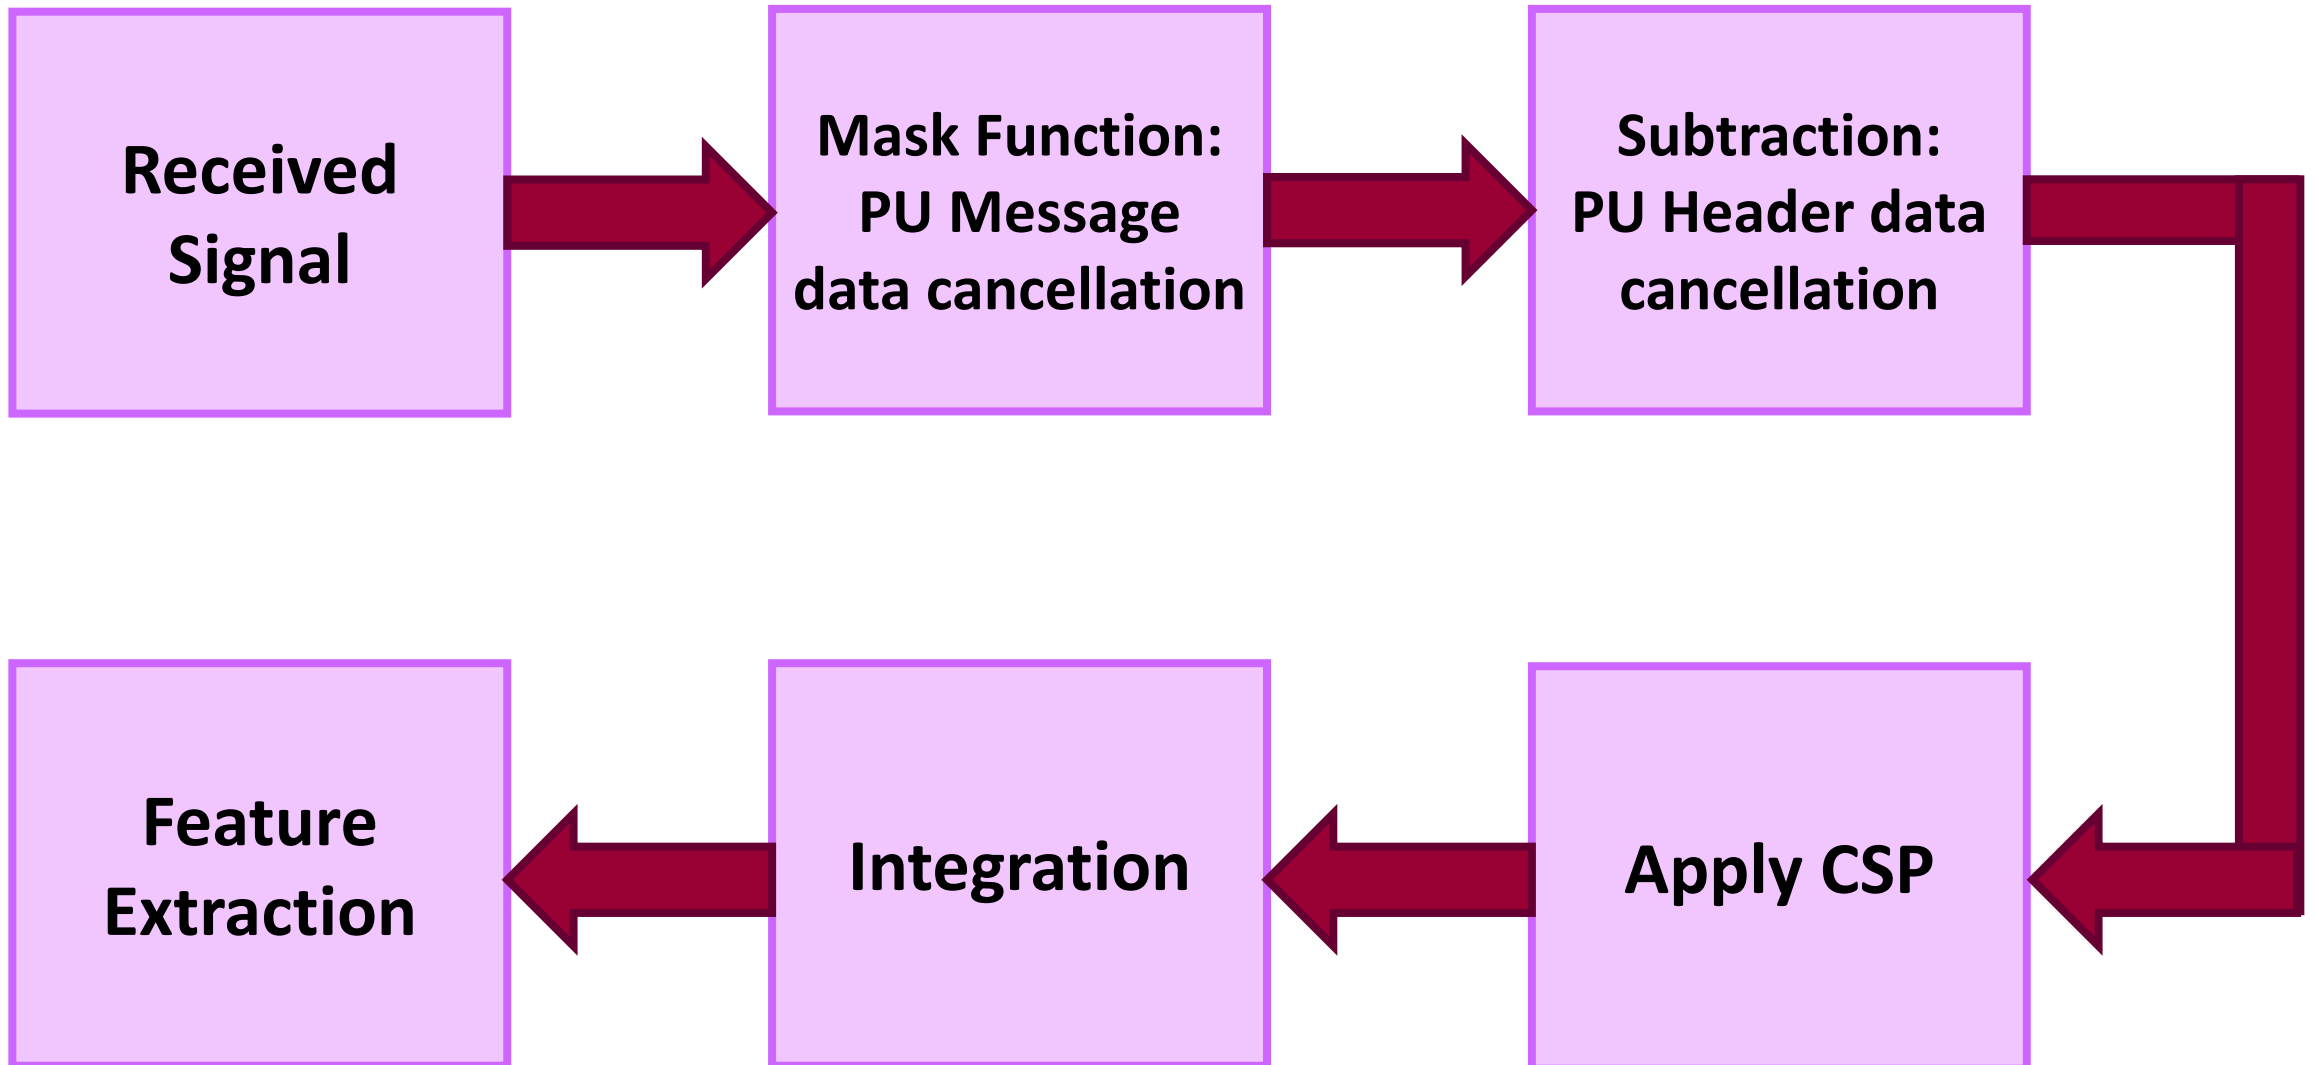 Received
Signal
Mask Function:
PU Message
data cancellation
Subtraction:
PU Header data
cancellation
Apply CSP
Integration
Feature
Extraction